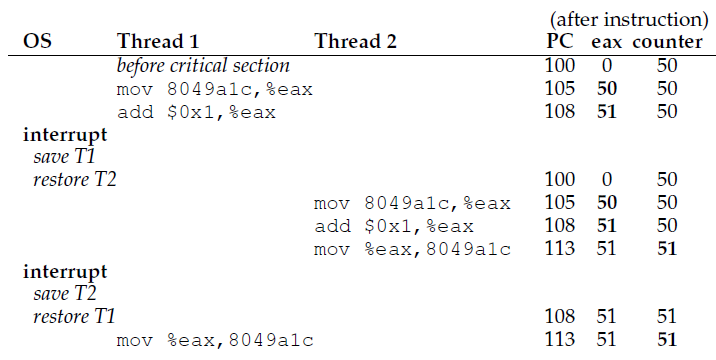 (after instruction)
OS Thread 1 Thread 2 PC eax counter
before critical section 100 0 50
mov 8049a1c,%eax 105 50 50
add $0x1,%eax 108 51 50
interrupt
save T1
restore T2 100 0 50
mov 8049a1c,%eax 105 50 50
add $0x1,%eax 108 51 50
mov %eax,8049a1c 113 51 51
interrupt
save T2
restore T1 108 51 51
mov %eax,8049a1c 113 51 51